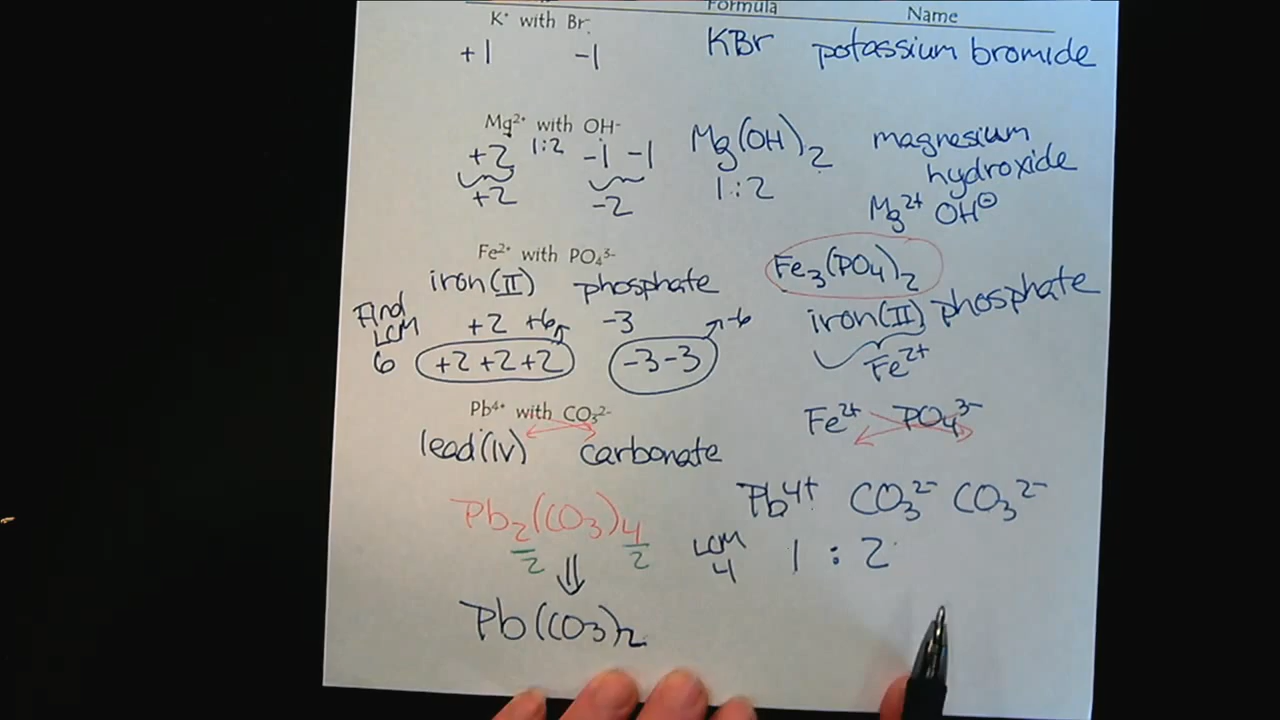 Formula Name
K⁺ with Br⁻
+1 -1 KBr potassium bromide
Mg²⁺ with OH-
+2 1:2 -1 -1 Mg(OH)₂ magnesium
hydroxide
+2 -2 1:2
Mg²⁺ OH⊖
Fe²⁺ with PO₄³⁻
Fe₃(PO₄)₂
iron(II) phosphate
iron(II) phosphate
Find
LCM
6
+2 +6 -3 -6
+2 +2 +2 -3 -3
Fe²⁺
Pb⁴⁺ with CO₃²⁻
Fe²⁺ PO₄³⁻
lead(IV) carbonate
Pb⁴⁺ CO₃²⁻ CO₃²⁻
Pb₂(CO₃)₄
2 2
LCM
4
1 : 2
⇓
Pb(CO₃)₂